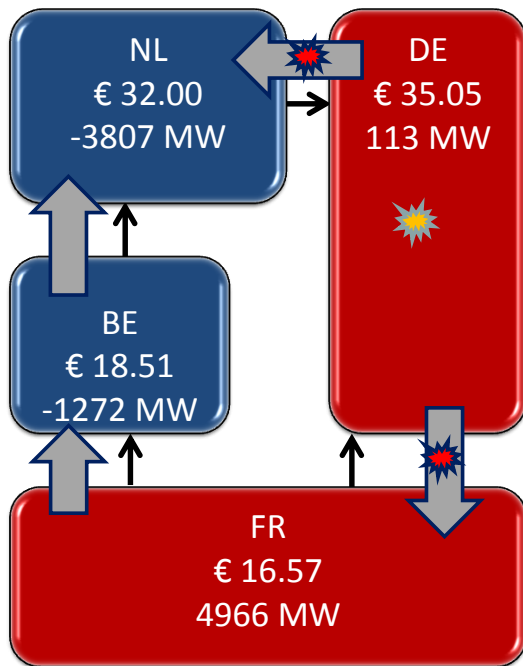 NL
€ 32.00
-3807 MW
DE
€ 35.05
113 MW
BE
€ 18.51
-1272 MW
FR
€ 16.57
4966 MW